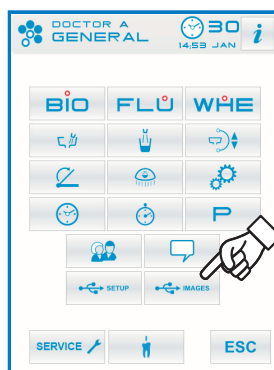 DOCTOR A
GENERAL
30
14:53 JAN
i
BIO FLU WHE
P
SETUP IMAGES
SERVICE ESC